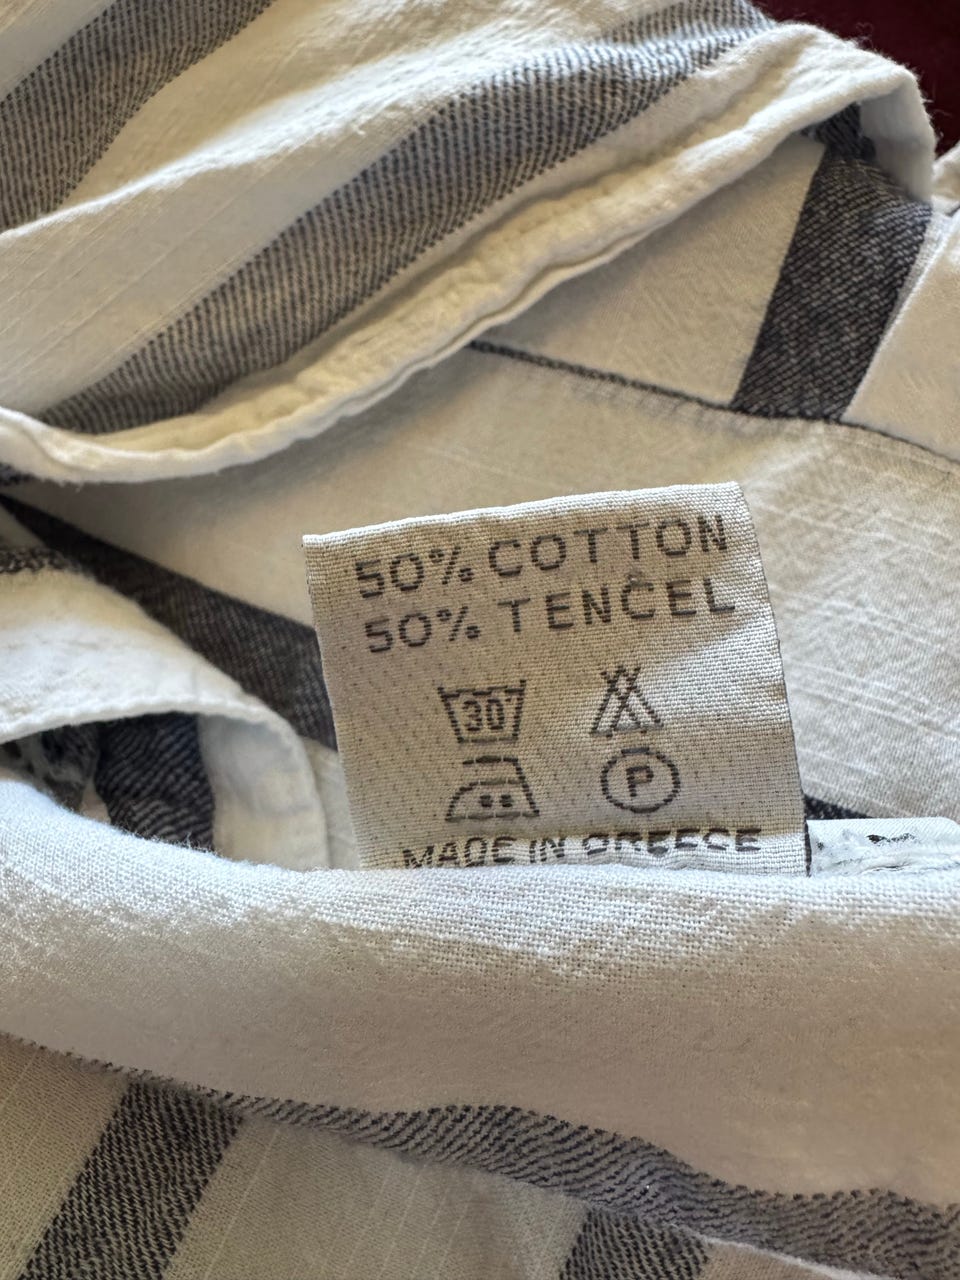 50% COTTON
50% TENCEL
30
P
MADE IN GREECE